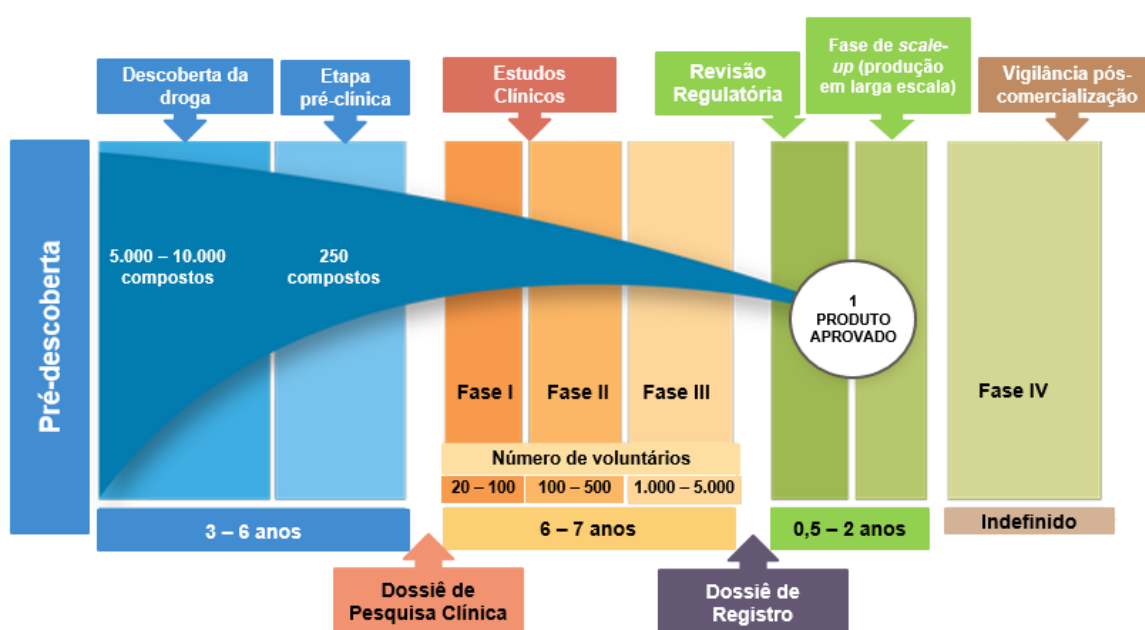 Descoberta da
droga
Etapa
pré-clínica
Estudos
Clínicos
Revisão
Regulatória
Fase de scale-
up (produção
em larga escala)
Vigilância pós-
comercialização
Pré-descoberta
5.000 – 10.000
compostos
250
compostos
1
PRODUTO
APROVADO
Fase I
Fase II
Fase III
Fase IV
Número de voluntários
20 – 100
100 – 500
1.000 – 5.000
3 – 6 anos
6 – 7 anos
0,5 – 2 anos
Indefinido
Dossiê de
Pesquisa Clínica
Dossiê de
Registro